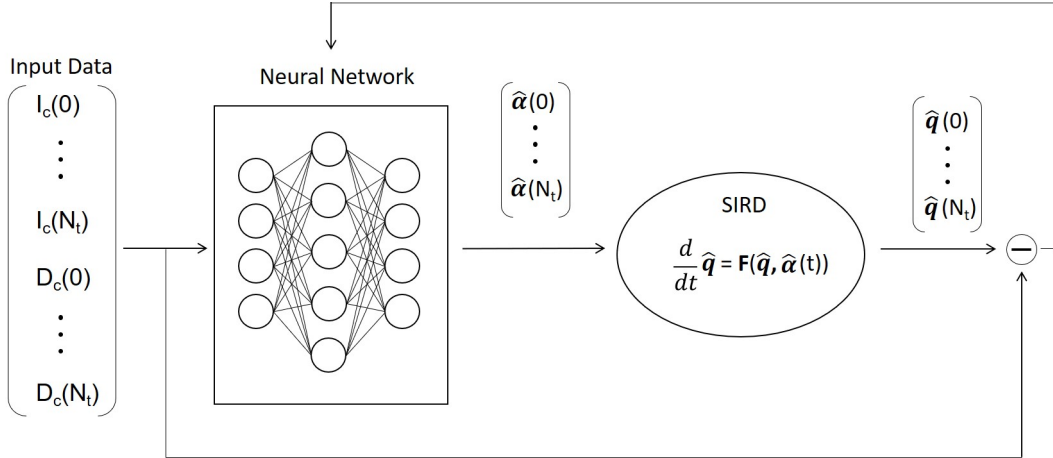 Input Data
I_c(0)
⋮
I_c(N_t)
D_c(0)
⋮
D_c(N_t)
Neural Network
α̂(0)
⋮
α̂(N_t)
SIRD
d/dt q̂ = F(q̂, α̂(t))
q̂(0)
⋮
q̂(N_t)
−